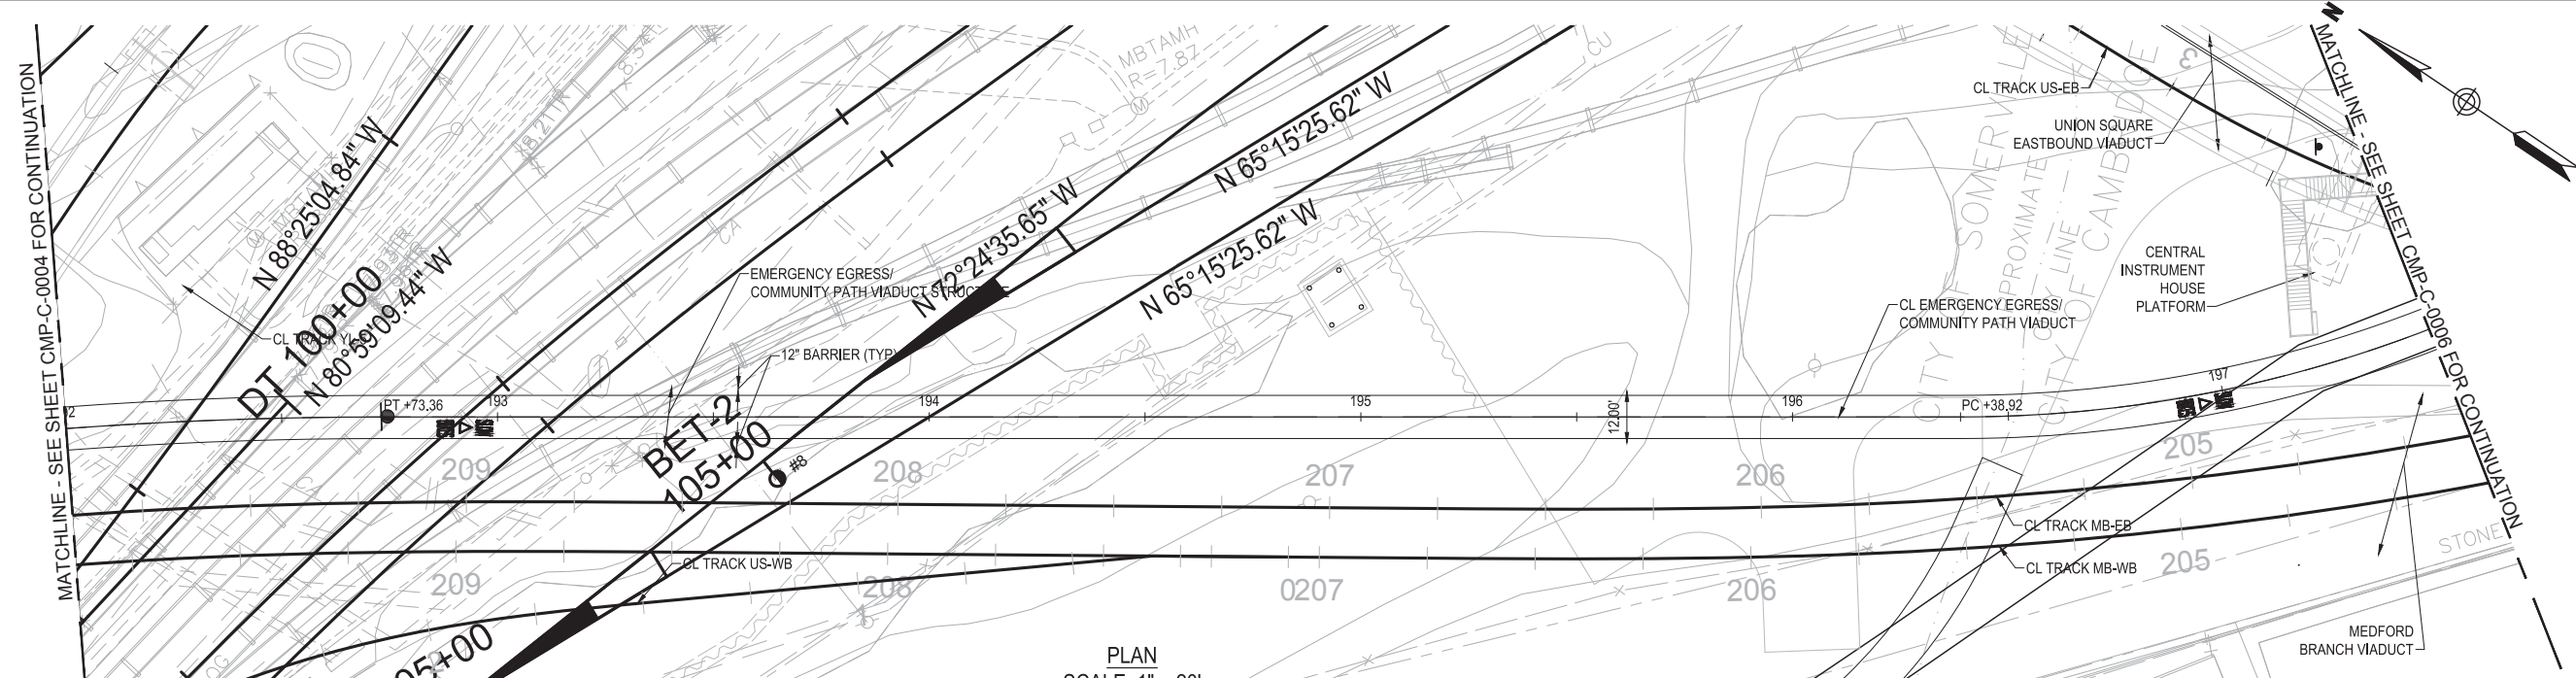 MATCHLINE - SEE SHEET CMP-C-0004 FOR CONTINUATION
N 88°25'04.84" W
DT 100+00
N 80°59'09.44" W
PT +73.36
193
EMERGENCY EGRESS/
COMMUNITY PATH VIADUCT STRUCTURE
12" BARRIER (TYP)
BET-2
105+00
#8
N 72°24'35.65" W
N 65°15'25.62" W
N 65°15'25.62" W
MBTAMH
R=7.87
CU
CA
194
195
12.00'
196
PC +38.92
197
CL TRACK US-EB
UNION SQUARE
EASTBOUND VIADUCT
CENTRAL
INSTRUMENT
HOUSE
PLATFORM
CL EMERGENCY EGRESS/
COMMUNITY PATH VIADUCT
CITY OF CAMBRIDGE
N
MATCHLINE - SEE SHEET CMP-C-0006 FOR CONTINUATION
209
208
207
206
205
CL TRACK MB-EB
CL TRACK MB-WB
CL TRACK US-WB
209
208
0207
206
205
STONE
MEDFORD
BRANCH VIADUCT
PLAN